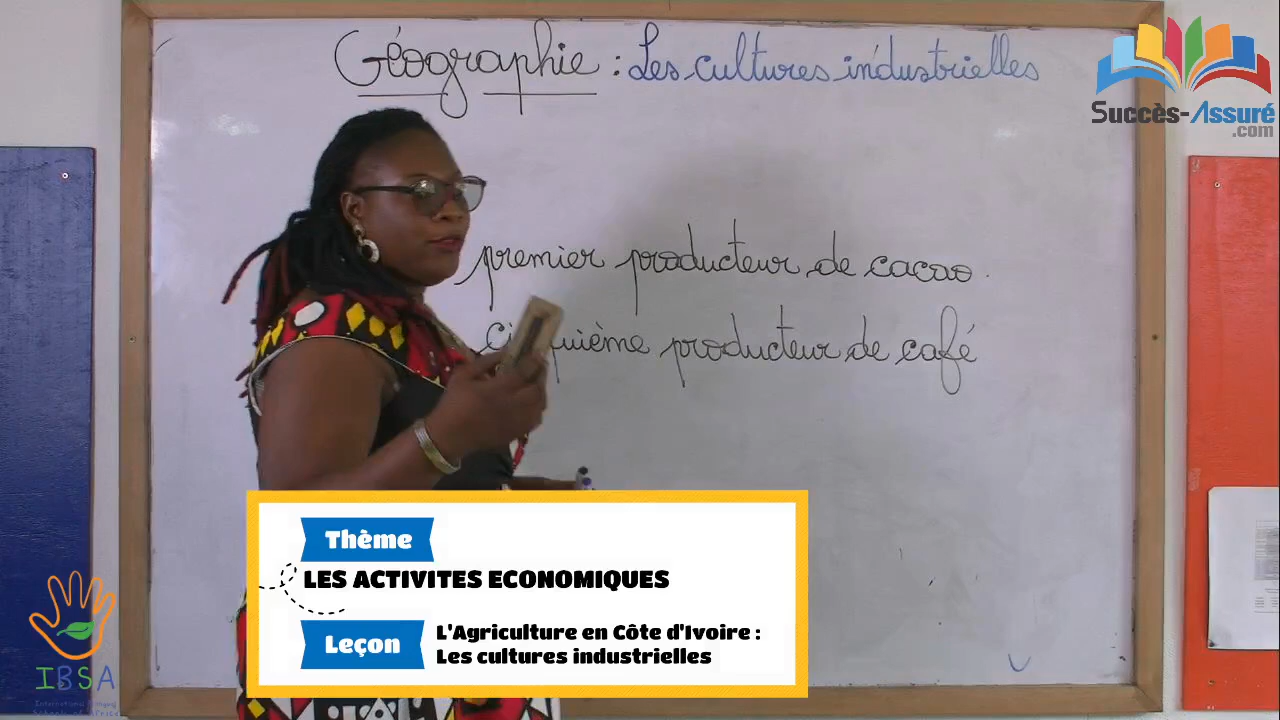 Géographie : Les cultures industrielles
Succès-Assuré
.com
premier producteur de cacao.
cinquième producteur de café
Thème
LES ACTIVITES ECONOMIQUES
Leçon
L'Agriculture en Côte d'Ivoire :
Les cultures industrielles
IBSA